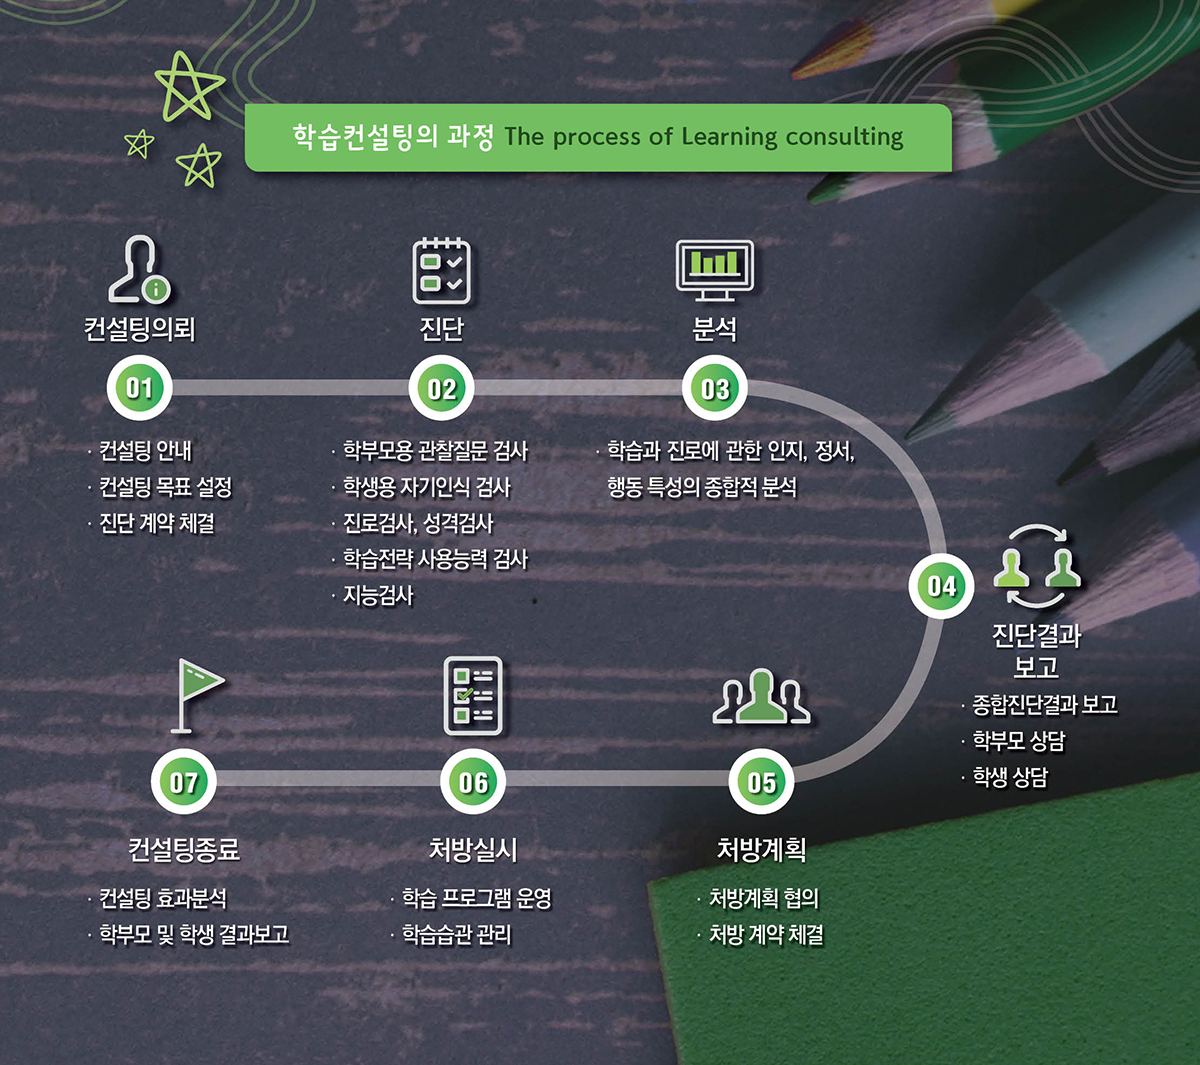 학습컨설팅의 과정 The process of Learning consulting
컨설팅의뢰
01
· 컨설팅 안내
· 컨설팅 목표 설정
· 진단 계약 체결
진단
02
· 학부모용 관찰질문 검사
· 학생용 자기인식 검사
· 진로검사, 성격검사
· 학습전략 사용능력 검사
· 지능검사
분석
03
· 학습과 진로에 관한 인지, 정서,
행동 특성의 종합적 분석
04
진단결과
보고
· 종합진단결과 보고
· 학부모 상담
· 학생 상담
05
처방계획
· 처방계획 협의
· 처방 계약 체결
06
처방실시
· 학습 프로그램 운영
· 학습습관 관리
07
컨설팅종료
· 컨설팅 효과분석
· 학부모 및 학생 결과보고